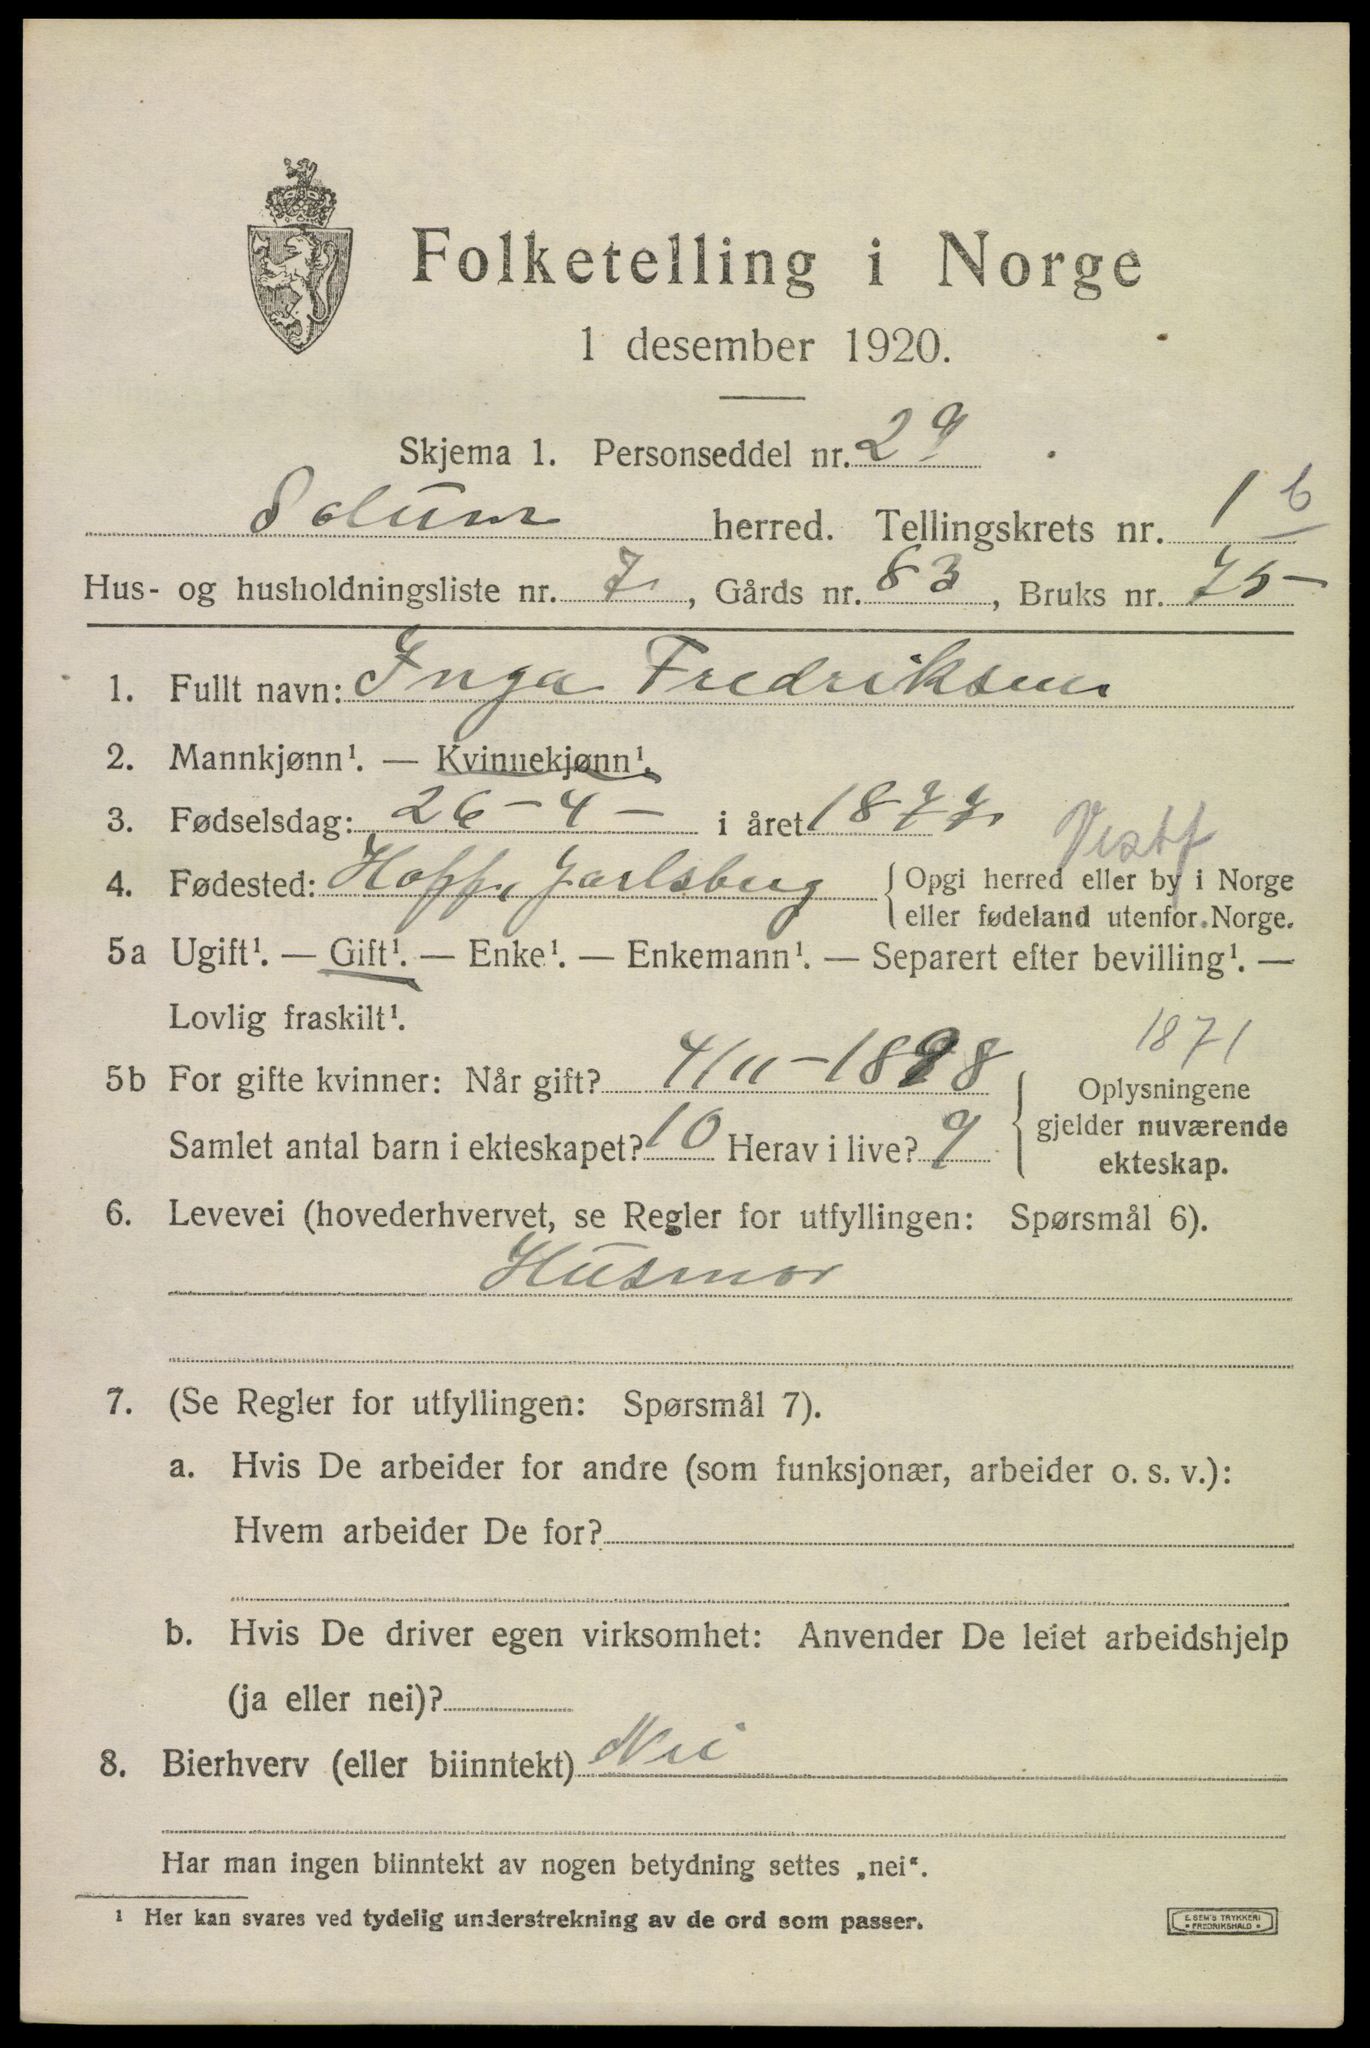 Folketelling i Norge
1 desember 1920.
Skjema 1. Personseddel nr. 29
Solum herred. Tellingskrets nr. 1 b
Hus- og husholdningsliste nr. 7, Gårds nr. 83, Bruks nr. 75
1. Fullt navn: Inga Fredriksen
2. Mannkjønn¹. — Kvinnekjønn¹.
3. Fødselsdag: 26 - 4 - i året 1877
Vestf
4. Fødested: Hoff, Jarlsberg { Opgi herred eller by i Norge
eller fødeland utenfor Norge.
5a Ugift¹. — Gift¹. — Enke¹. — Enkemann¹. — Separert efter bevilling¹. —
Lovlig fraskilt¹.
1871
5b For gifte kvinner: Når gift? 4/11 - 1898 { Oplysningene
gjelder nuværende
ekteskap.
Samlet antal barn i ekteskapet? 10 Herav i live? 9
6. Levevei (hovederhvervet, se Regler for utfyllingen: Spørsmål 6).
Husmor
7. (Se Regler for utfyllingen: Spørsmål 7).
a. Hvis De arbeider for andre (som funksjonær, arbeider o. s. v.):
Hvem arbeider De for?
b. Hvis De driver egen virksomhet: Anvender De leiet arbeidshjelp
(ja eller nei)?
8. Bierhverv (eller biinntekt) Nei
Har man ingen biinntekt av nogen betydning settes „nei“.
¹ Her kan svares ved tydelig understrekning av de ord som passer.
E. SEM'S TRYKKERI
FREDRIKSHALD